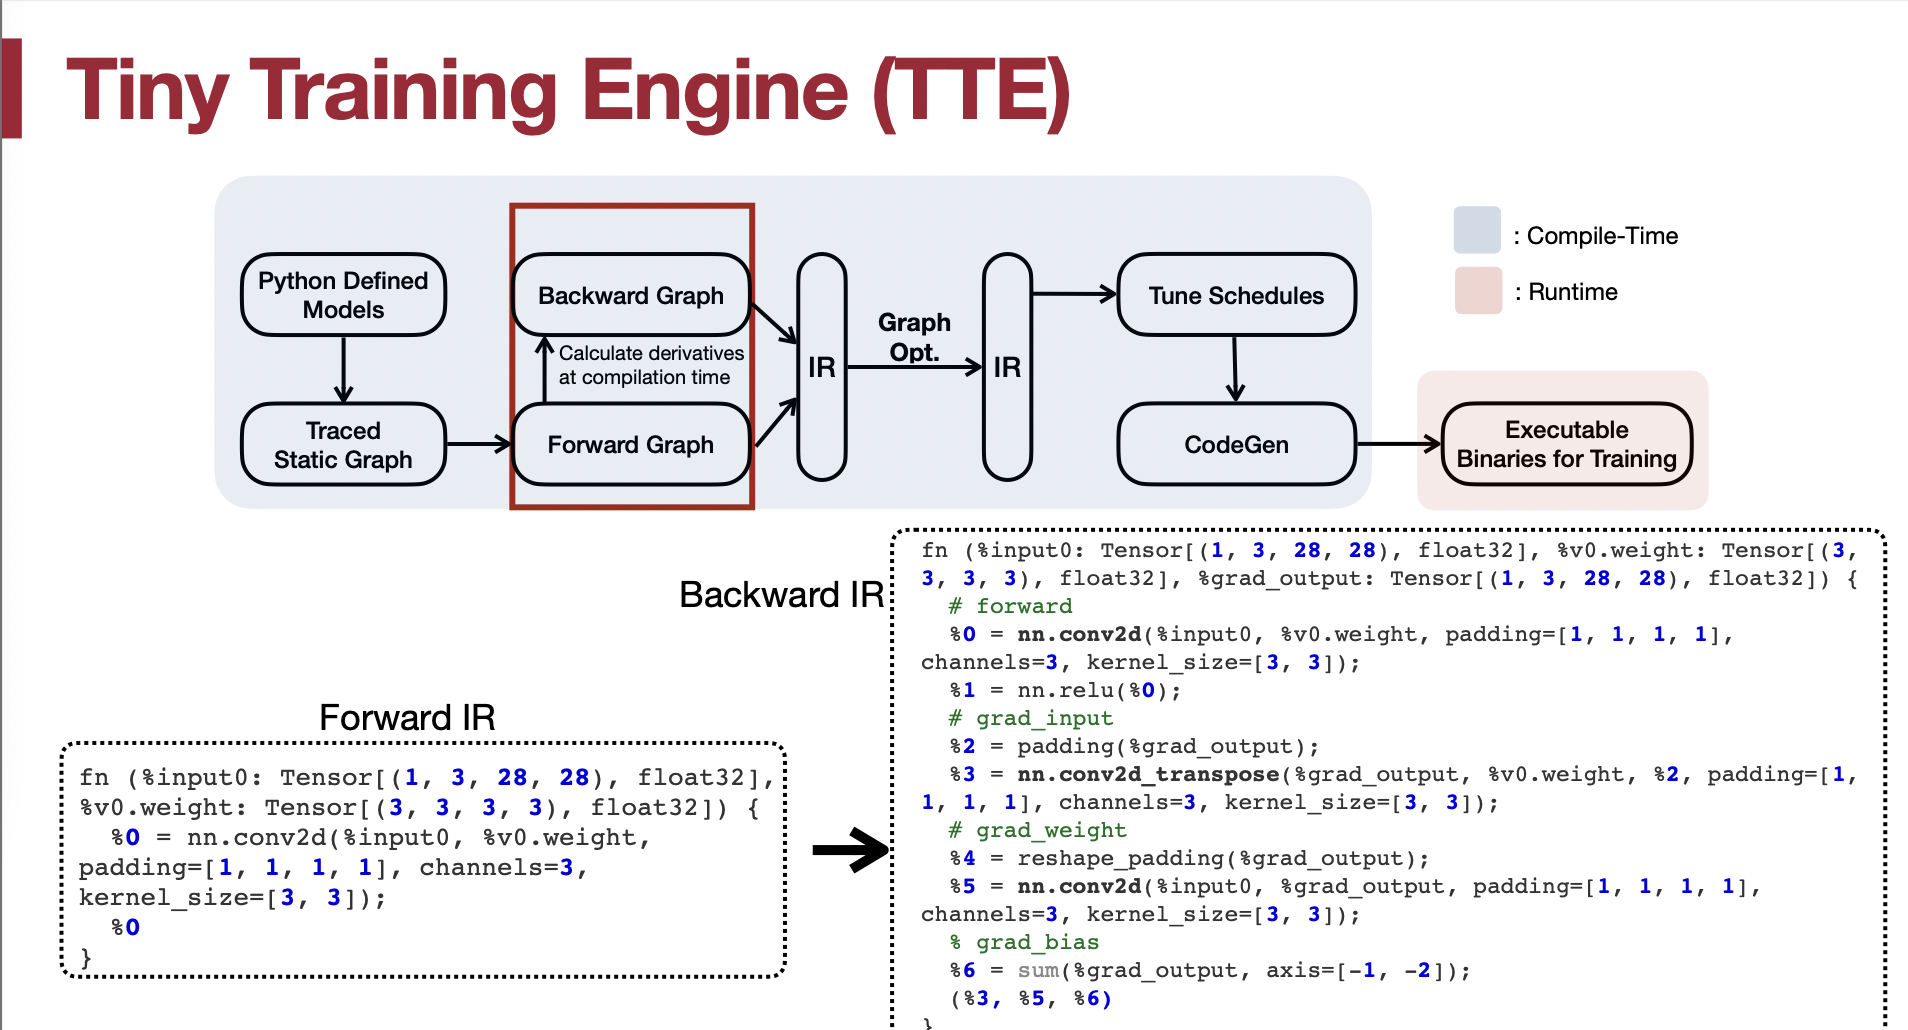 Tiny Training Engine (TTE)
Python Defined
Models
Traced
Static Graph
Backward Graph
Calculate derivatives
at compilation time
Forward Graph
IR
Graph
Opt.
IR
Tune Schedules
CodeGen
: Compile-Time
: Runtime
Executable
Binaries for Training
Forward IR
fn (%input0: Tensor[(1, 3, 28, 28), float32],
%v0.weight: Tensor[(3, 3, 3, 3), float32]) {
%0 = nn.conv2d(%input0, %v0.weight,
padding=[1, 1, 1, 1], channels=3,
kernel_size=[3, 3]);
%0
}
Backward IR
fn (%input0: Tensor[(1, 3, 28, 28), float32], %v0.weight: Tensor[(3,
3, 3, 3), float32], %grad_output: Tensor[(1, 3, 28, 28), float32]) {
# forward
%0 = nn.conv2d(%input0, %v0.weight, padding=[1, 1, 1, 1],
channels=3, kernel_size=[3, 3]);
%1 = nn.relu(%0);
# grad_input
%2 = padding(%grad_output);
%3 = nn.conv2d_transpose(%grad_output, %v0.weight, %2, padding=[1,
1, 1, 1], channels=3, kernel_size=[3, 3]);
# grad_weight
%4 = reshape_padding(%grad_output);
%5 = nn.conv2d(%input0, %grad_output, padding=[1, 1, 1, 1],
channels=3, kernel_size=[3, 3]);
% grad_bias
%6 = sum(%grad_output, axis=[-1, -2]);
(%3, %5, %6)
}